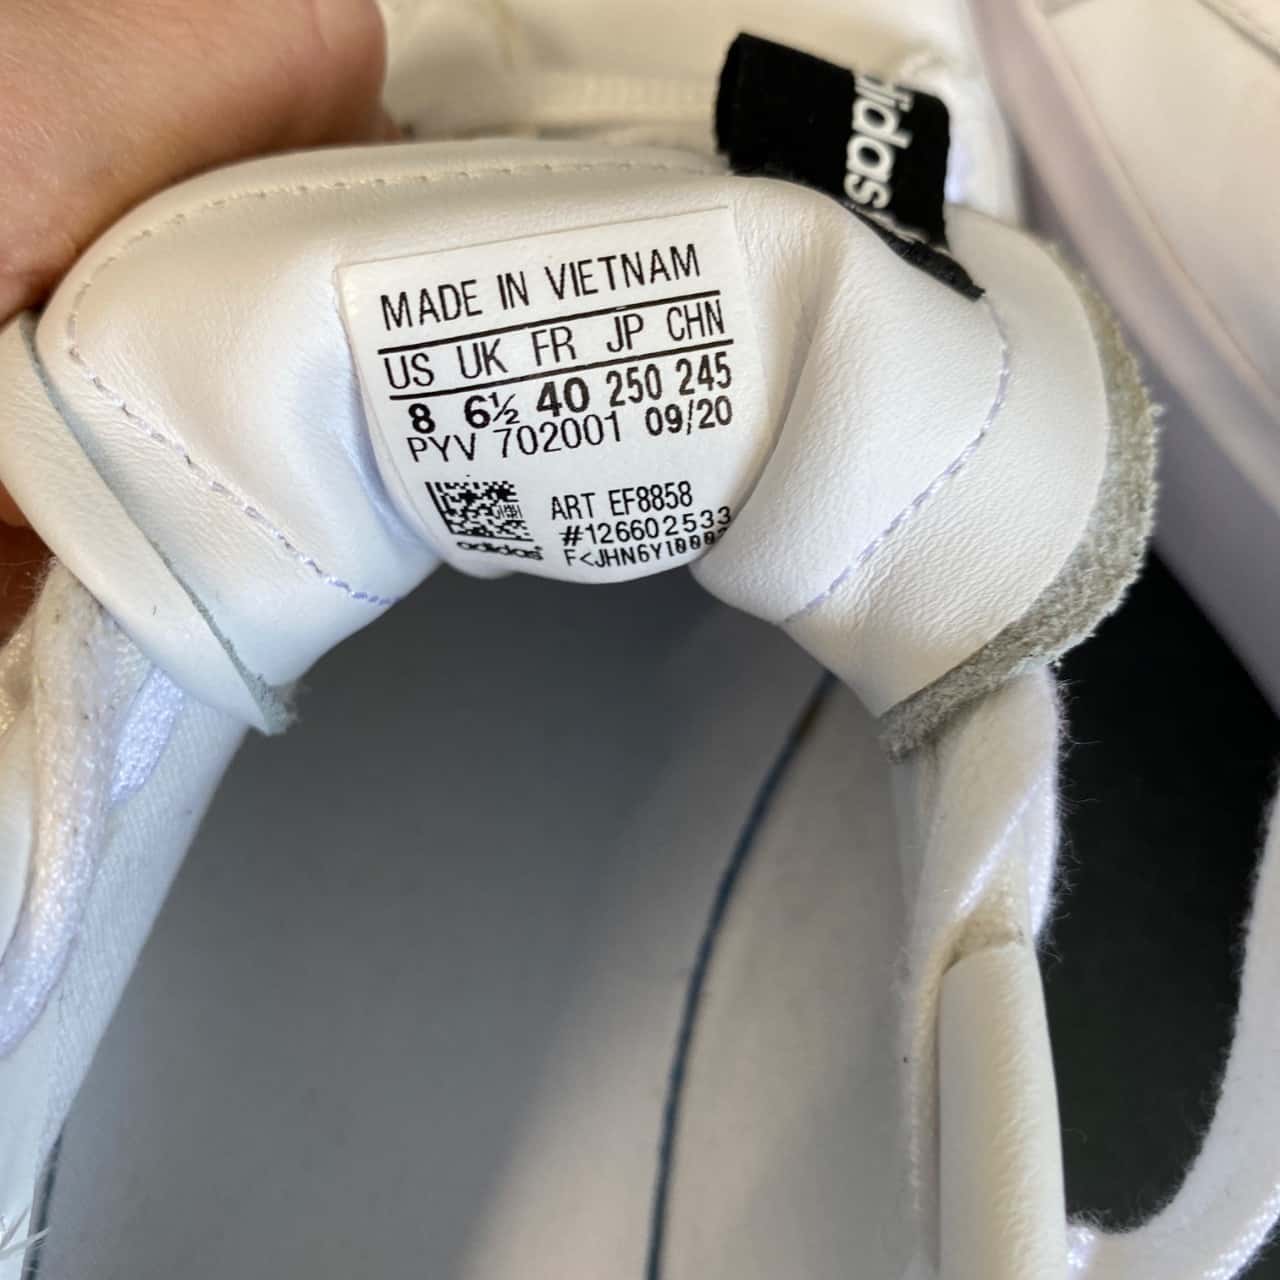 adidas
MADE IN VIETNAM
US UK FR JP CHN
8 6½ 40 250 245
PYV 702001 09/20
ART EF8858
#126602533
adidas